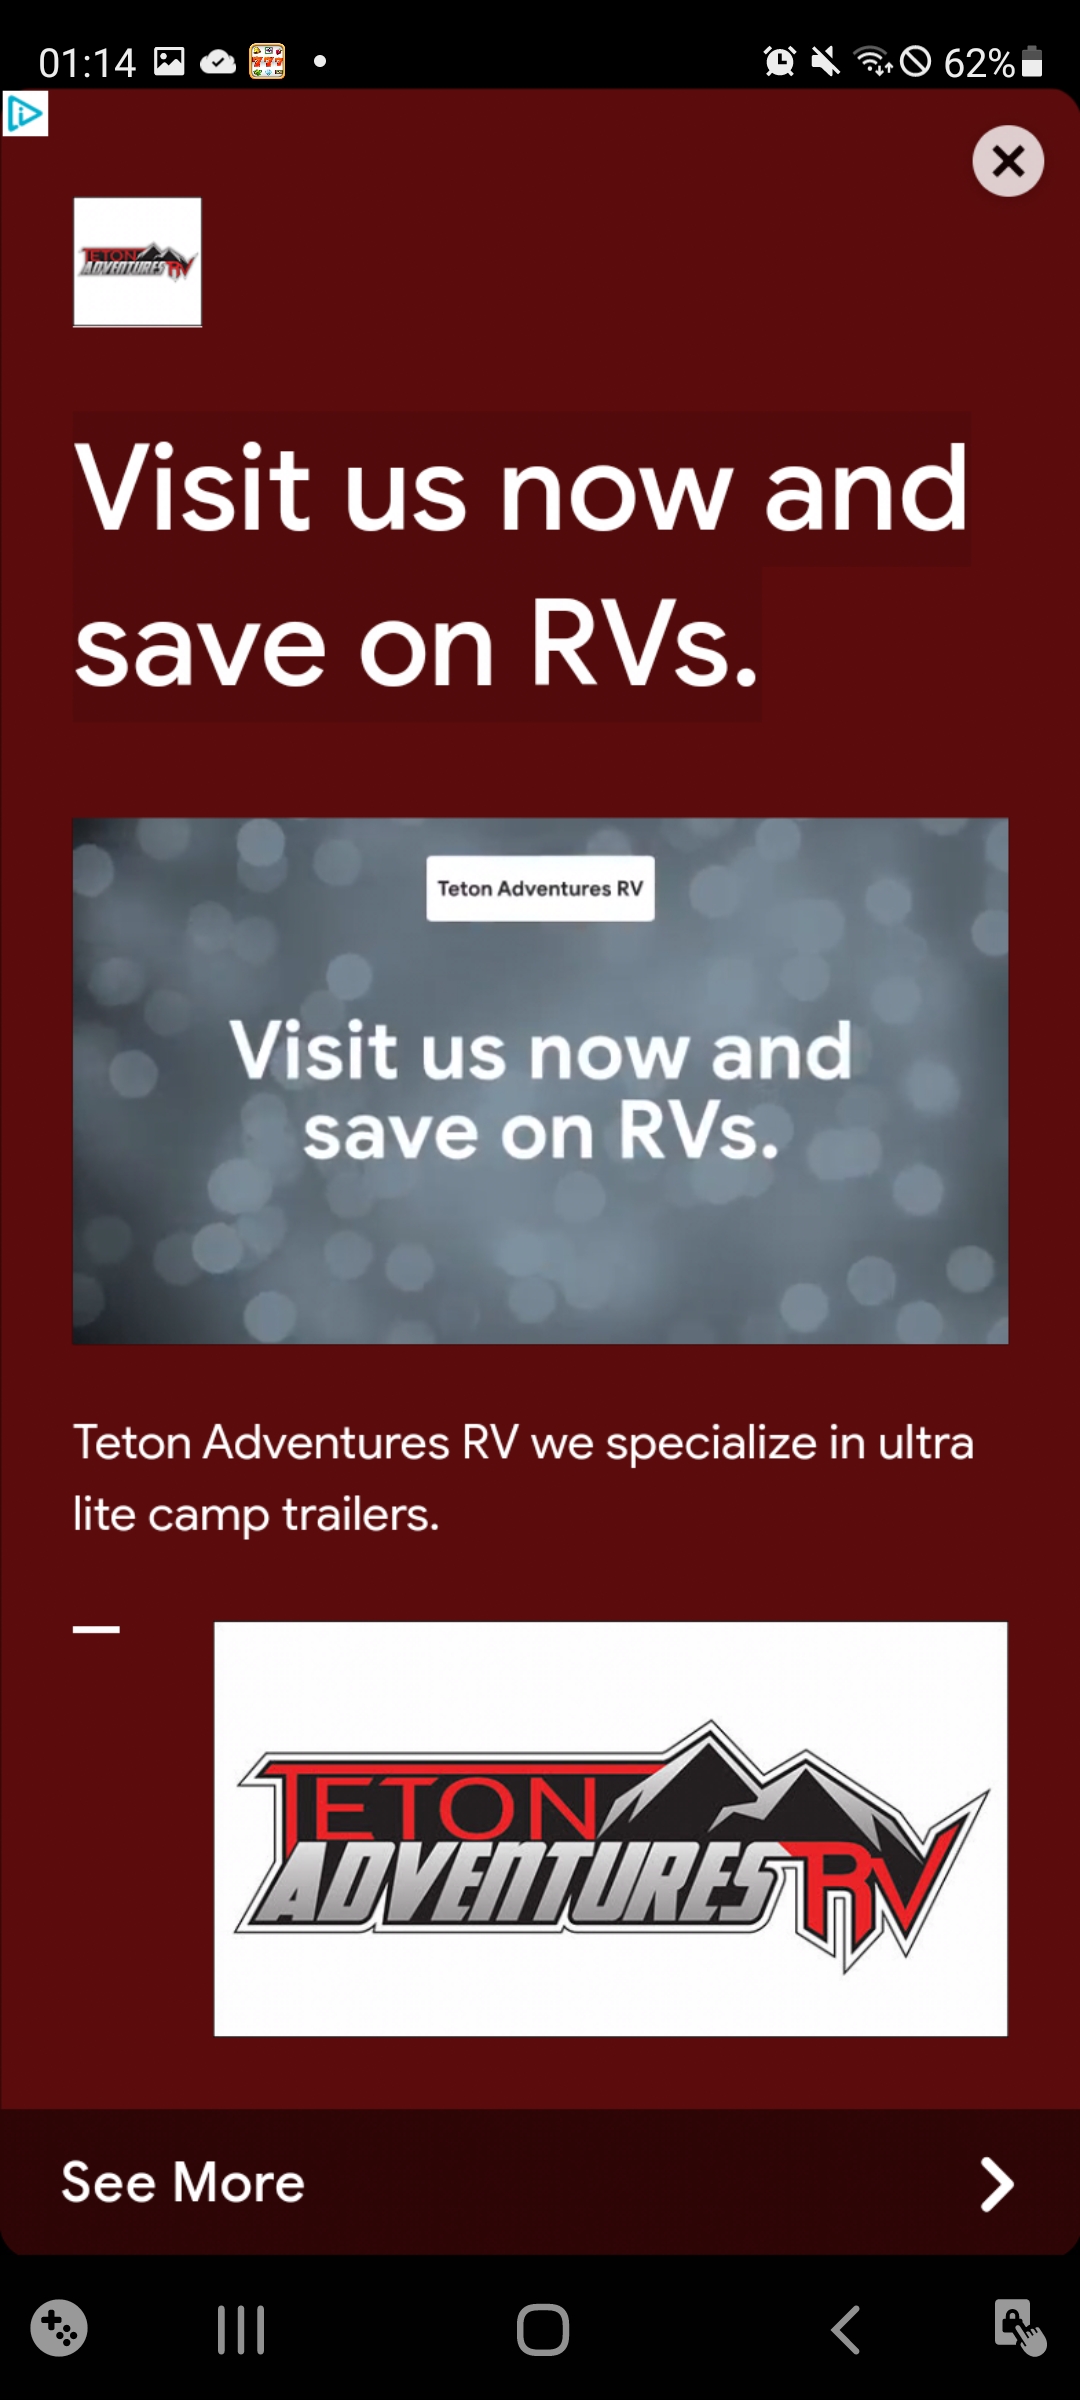 01:14
62%
TETON
ADVENTURES RV
Visit us now and
save on RVs.
Teton Adventures RV
Visit us now and
save on RVs.
Teton Adventures RV we specialize in ultra
lite camp trailers.
TETON
ADVENTURES RV
See More